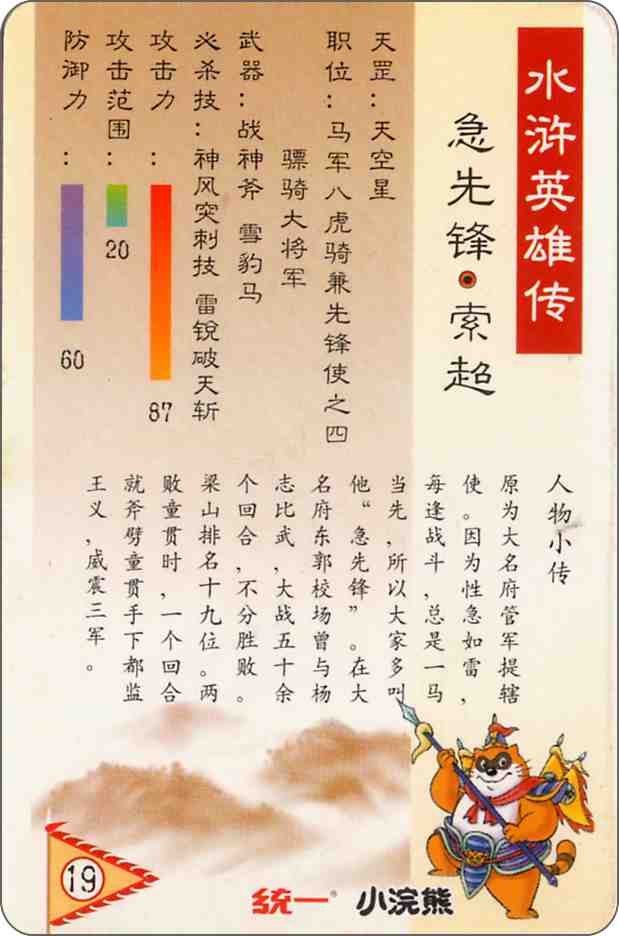 水浒英雄传
急先锋·索超
天罡：天空星
职位：马军八虎骑兼先锋使之四
骠骑大将军
武器：战神斧 雪豹马
必杀技：神风突刺技 雷锐破天斩
攻击力：
87
攻击范围：
20
防御力：
60
人物小传
原为大名府管军提辖
使。因为性急如雷，
每逢战斗，总是一马
当先，所以大家多叫
他“急先锋”。在大
名府东郭校场曾与杨
志比武，大战五十余
个回合，不分胜败。
梁山排名十九位。两
败童贯时，一个回合
就斧劈童贯手下都监
王义，威震三军。
19
统一® 小浣熊